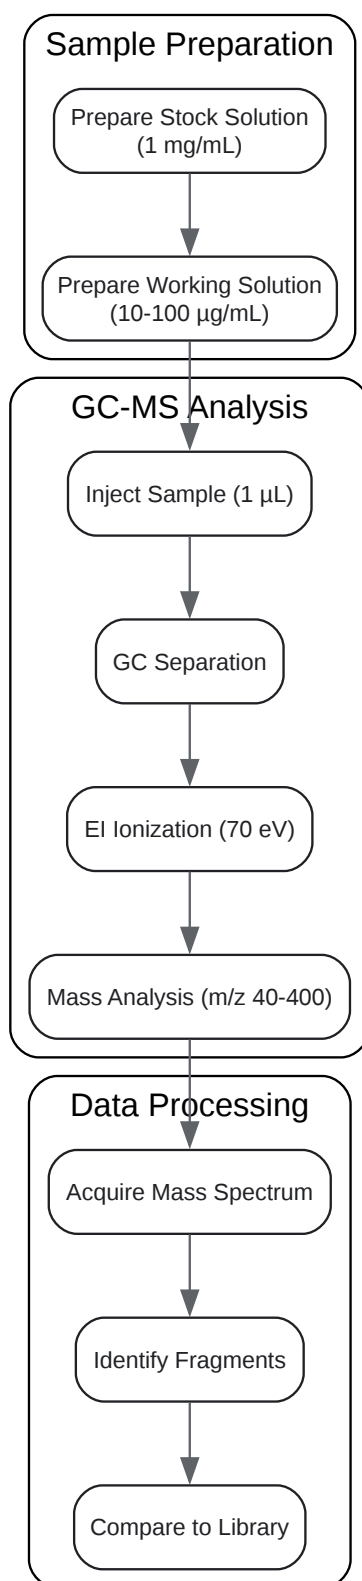 Sample Preparation
Prepare Stock Solution
(1 mg/mL)
Prepare Working Solution
(10-100 µg/mL)
GC-MS Analysis
Inject Sample (1 µL)
GC Separation
EI Ionization (70 eV)
Mass Analysis (m/z 40-400)
Data Processing
Acquire Mass Spectrum
Identify Fragments
Compare to Library